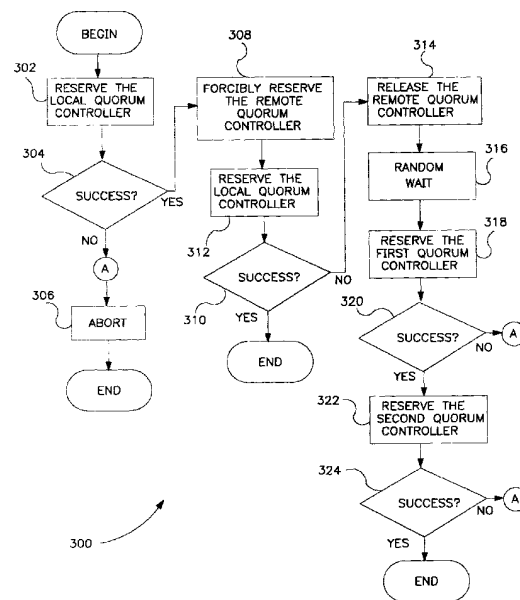 BEGIN
302
RESERVE THE
LOCAL QUORUM
CONTROLLER
304
SUCCESS?
YES
NO
A
306
ABORT
END
308
FORCIBLY RESERVE
THE REMOTE
QUORUM
CONTROLLER
RESERVE THE
LOCAL QUORUM
CONTROLLER
312
SUCCESS?
NO
310
YES
END
314
RELEASE THE
REMOTE QUORUM
CONTROLLER
RANDOM
WAIT
316
RESERVE THE
FIRST QUORUM
CONTROLLER
318
320
SUCCESS?
NO
A
YES
322
RESERVE THE
SECOND QUORUM
CONTROLLER
324
SUCCESS?
NO
A
YES
END
300